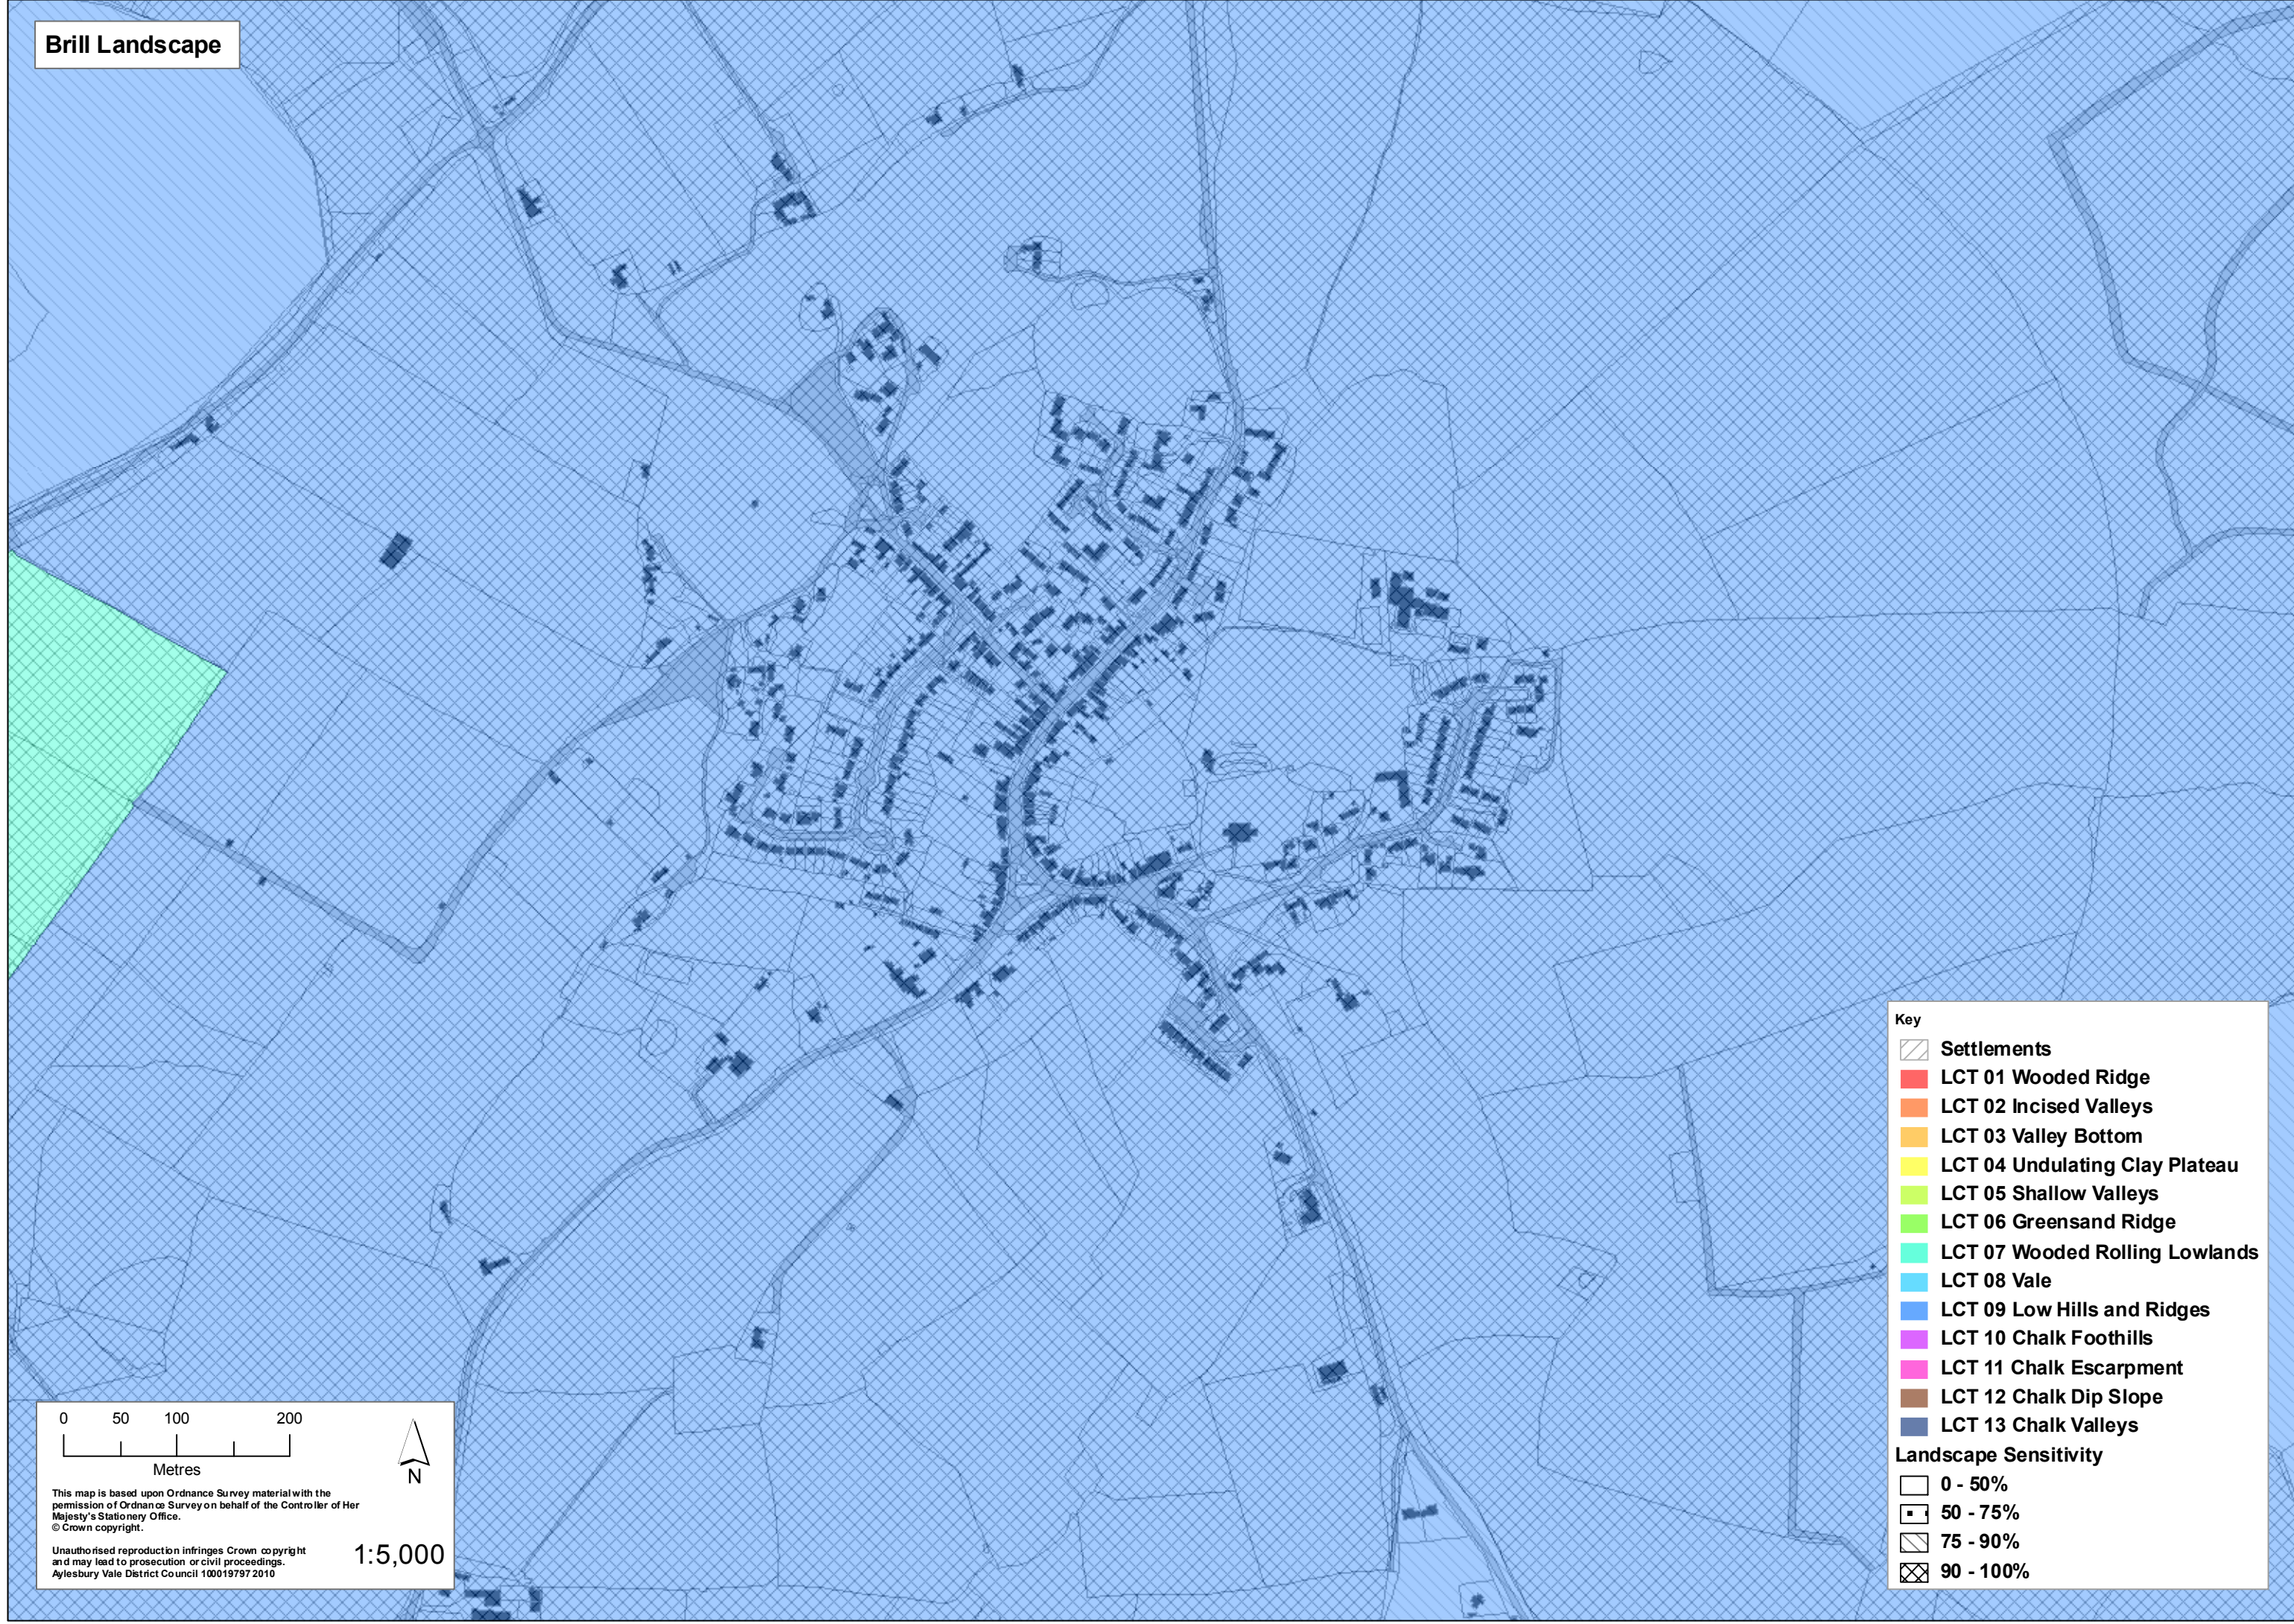 Brill Landscape
Key
Settlements
LCT 01 Wooded Ridge
LCT 02 Incised Valleys
LCT 03 Valley Bottom
LCT 04 Undulating Clay Plateau
LCT 05 Shallow Valleys
LCT 06 Greensand Ridge
LCT 07 Wooded Rolling Lowlands
LCT 08 Vale
LCT 09 Low Hills and Ridges
LCT 10 Chalk Foothills
LCT 11 Chalk Escarpment
LCT 12 Chalk Dip Slope
LCT 13 Chalk Valleys
Landscape Sensitivity
0 - 50%
50 - 75%
75 - 90%
90 - 100%
0 50 100 200
Metres
N
This map is based upon Ordnance Survey material with the
permission of Ordnance Survey on behalf of the Controller of Her
Majesty's Stationery Office.
© Crown copyright.
Unauthorised reproduction infringes Crown copyright
and may lead to prosecution or civil proceedings.
Aylesbury Vale District Council 100019797 2010
1:5,000